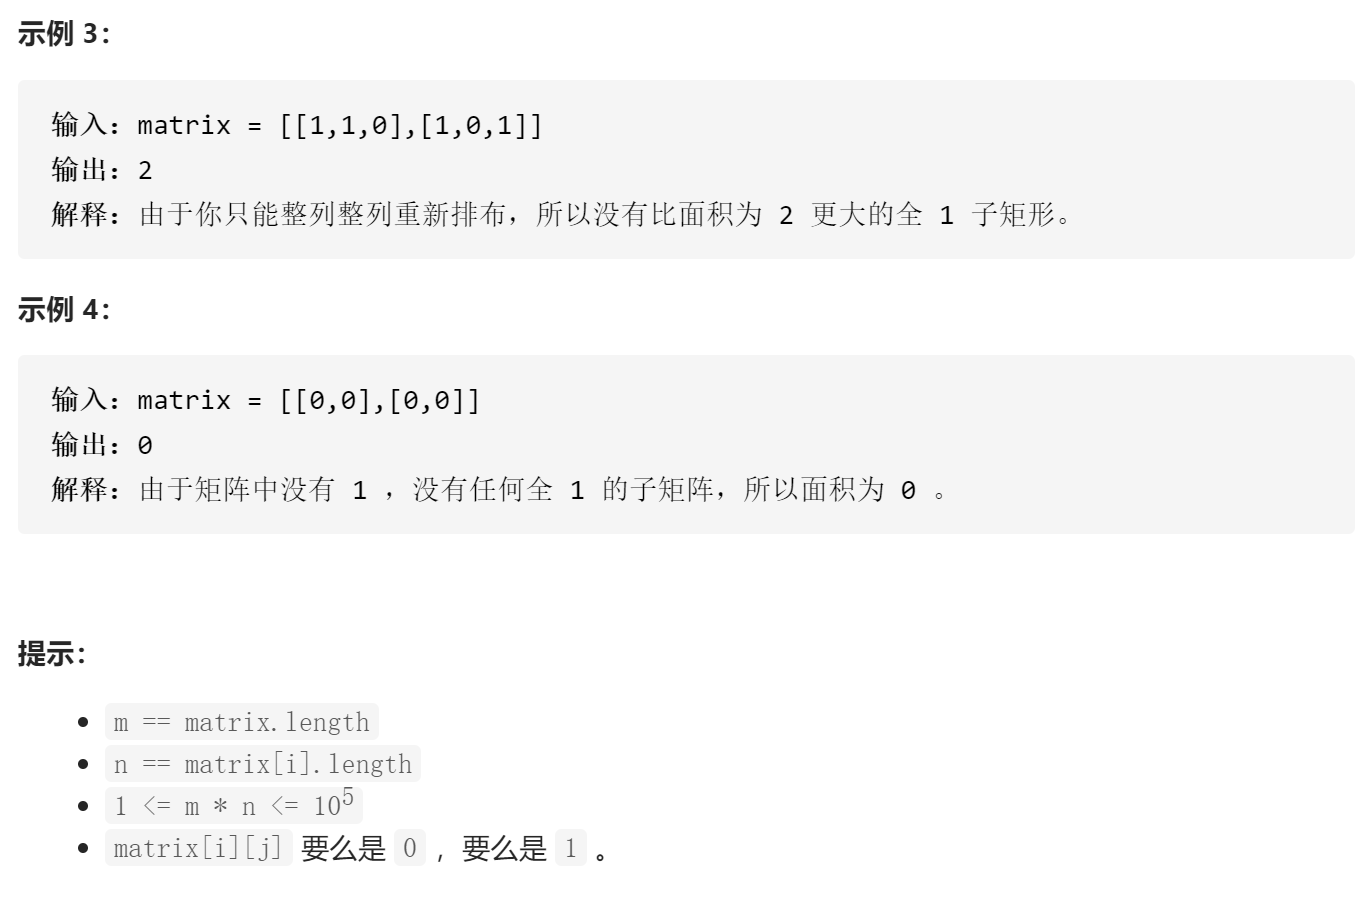 示例 3：
输入：matrix = [[1,1,0],[1,0,1]]
输出：2
解释：由于你只能整列整列重新排布，所以没有比面积为 2 更大的全 1 子矩形。
示例 4：
输入：matrix = [[0,0],[0,0]]
输出：0
解释：由于矩阵中没有 1 ，没有任何全 1 的子矩阵，所以面积为 0 。
提示：
• m == matrix.length
• n == matrix[i].length
• 1 <= m * n <= 10⁵
• matrix[i][j] 要么是 0 ，要么是 1 。